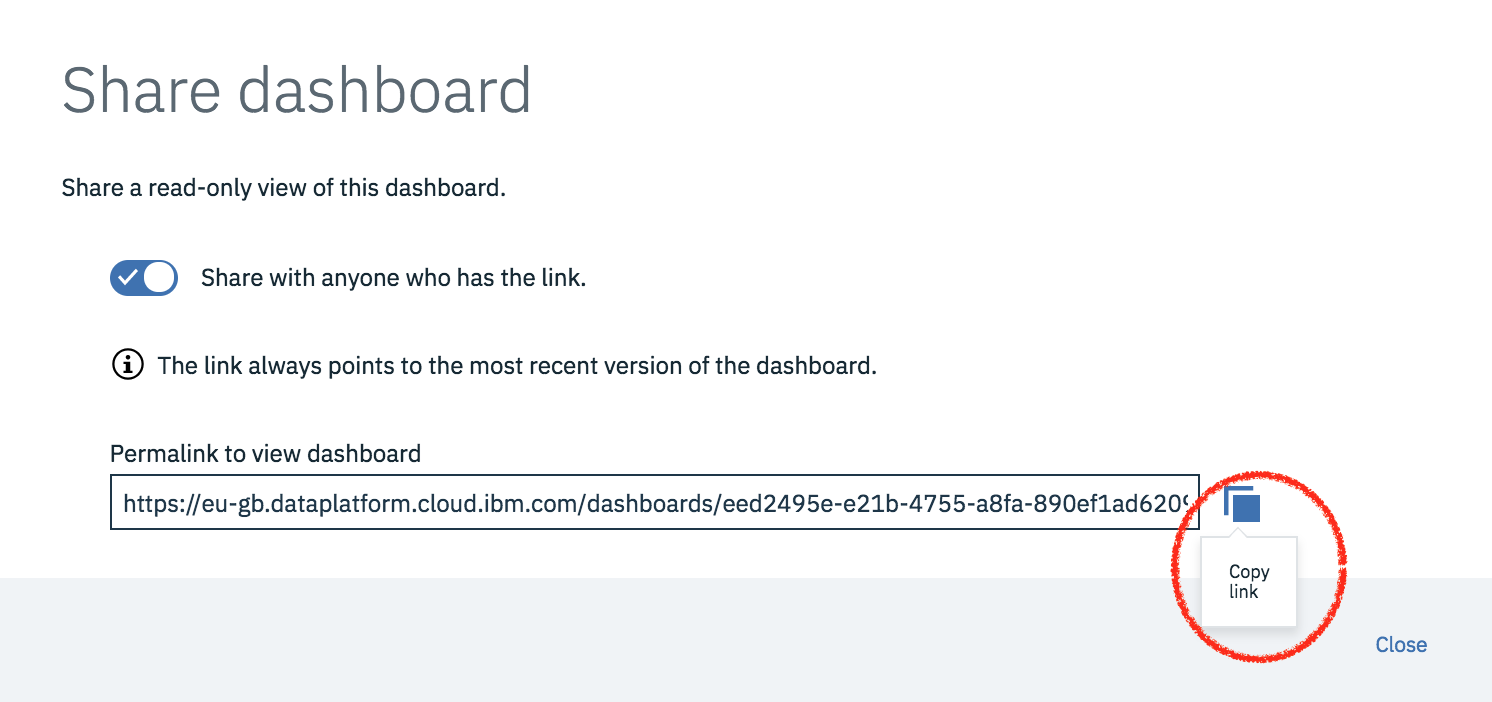 Share dashboard
Share a read-only view of this dashboard.
Share with anyone who has the link.
The link always points to the most recent version of the dashboard.
Permalink to view dashboard
https://eu-gb.dataplatform.cloud.ibm.com/dashboards/eed2495e-e21b-4755-a8fa-890ef1ad6209
Copy
link
Close